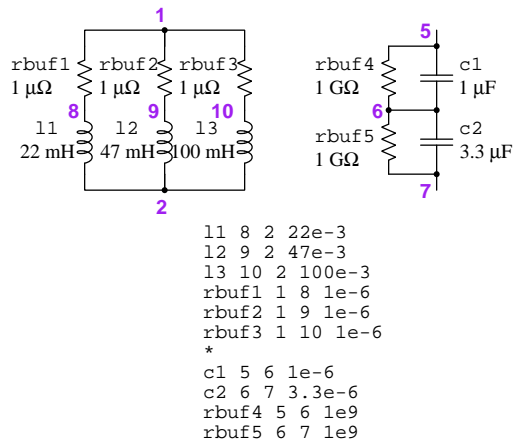 1
5
rbuf1 rbuf2 rbuf3
1 μΩ 1 μΩ 1 μΩ
rbuf4 c1
1 GΩ 1 μF
8 9 10
6
l1 l2 l3
22 mH 47 mH 100 mH
rbuf5 c2
1 GΩ 3.3 μF
2
7
l1 8 2 22e-3
l2 9 2 47e-3
l3 10 2 100e-3
rbuf1 1 8 1e-6
rbuf2 1 9 1e-6
rbuf3 1 10 1e-6
*
c1 5 6 1e-6
c2 6 7 3.3e-6
rbuf4 5 6 1e9
rbuf5 6 7 1e9